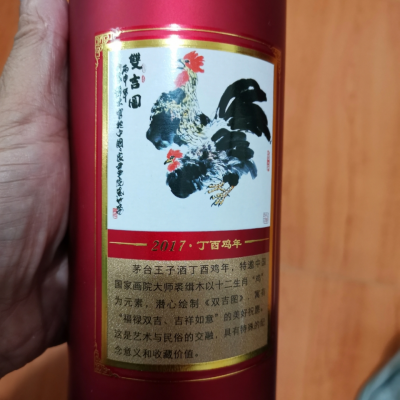 雙吉圖
2017·丁酉鸡年
茅台王子酒丁酉鸡年，特邀中国
国家画院大师裘缉木以十二生肖“鸡”
为元素，潜心绘制《双吉图》，寓
“福禄双吉、吉祥如意”的美好祝愿，
这是艺术与民俗的交融，具有特殊的纪
念意义和收藏价值。